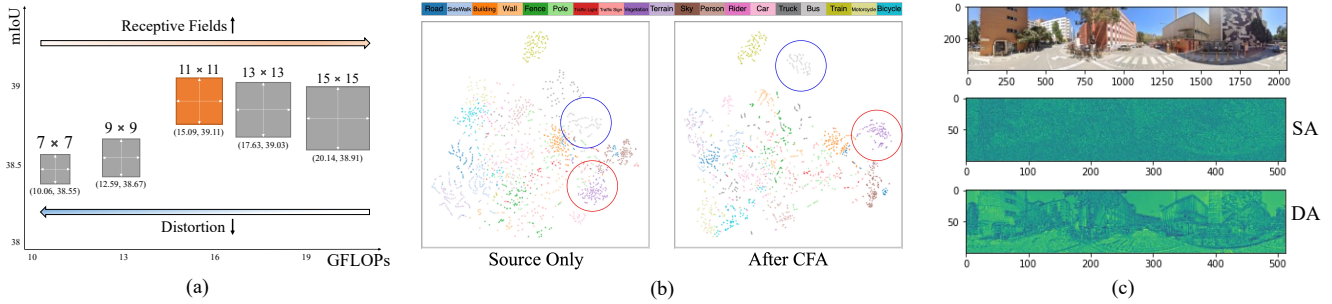 mIoU
Receptive Fields ↑
39
38.5
38
7 × 7
(10.06, 38.55)
9 × 9
(12.59, 38.67)
11 × 11
(15.09, 39.11)
13 × 13
(17.63, 39.03)
15 × 15
(20.14, 38.91)
Distortion ↓
10 13 16 19 GFLOPs
(a)
Road SideWalk Building Wall Fence Pole Traffic Light Traffic Sign Vegetation Terrain Sky Person Rider Car Truck Bus Train Motorcycle Bicycle
Source Only
After CFA
(b)
0
200
0 250 500 750 1000 1250 1500 1750 2000
0
50
0 100 200 300 400 500
SA
0
50
0 100 200 300 400 500
DA
(c)